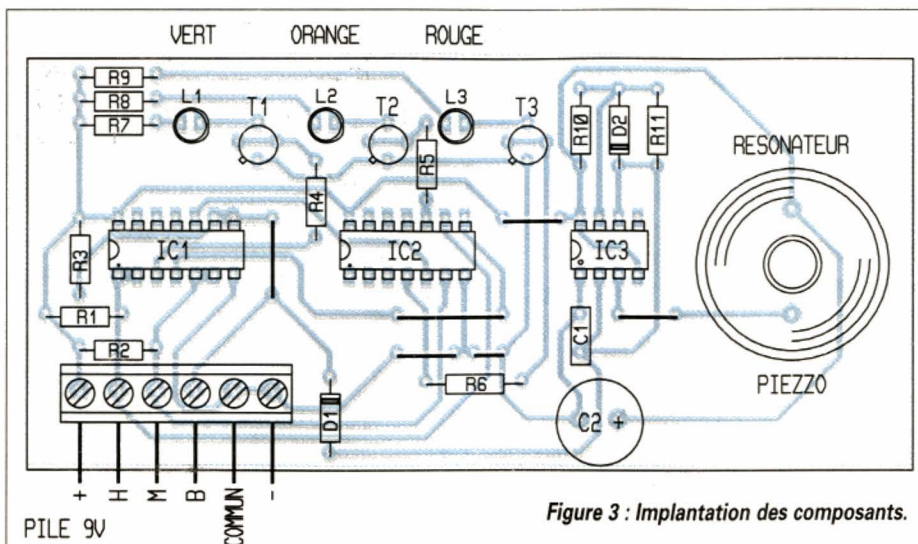 VERT ORANGE ROUGE
R9
R8
R7
L1
T1
L2
T2
L3
T3
R10
D2
R11
R5
R4
RESONATEUR
R3
IC1
IC2
IC3
R1
C1
R2
R6
PIEZZO
D1
C2 +
+ H M B COMMUN -
PILE 9V
Figure 3 : Implantation des composants.